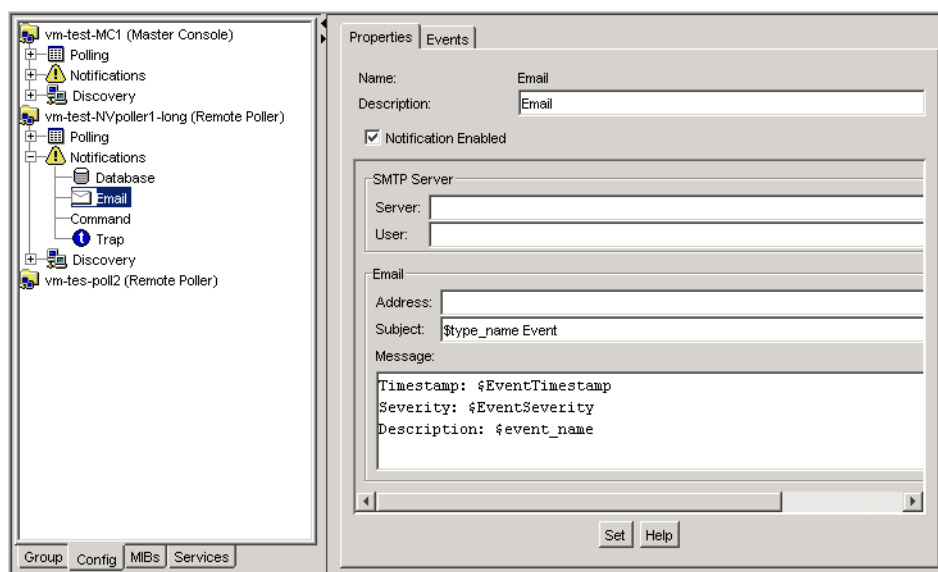 vm-test-MC1 (Master Console)
Polling
Notifications
Discovery
vm-test-NVpoller1-long (Remote Poller)
Polling
Notifications
Database
Email
Command
Trap
Discovery
vm-tes-poll2 (Remote Poller)
Group Config MIBs Services
Properties Events
Name: Email
Description: Email
Notification Enabled
SMTP Server
Server:
User:
Email
Address:
Subject: $type_name Event
Message:
Timestamp: $EventTimestamp
Severity: $EventSeverity
Description: $event_name
Set Help